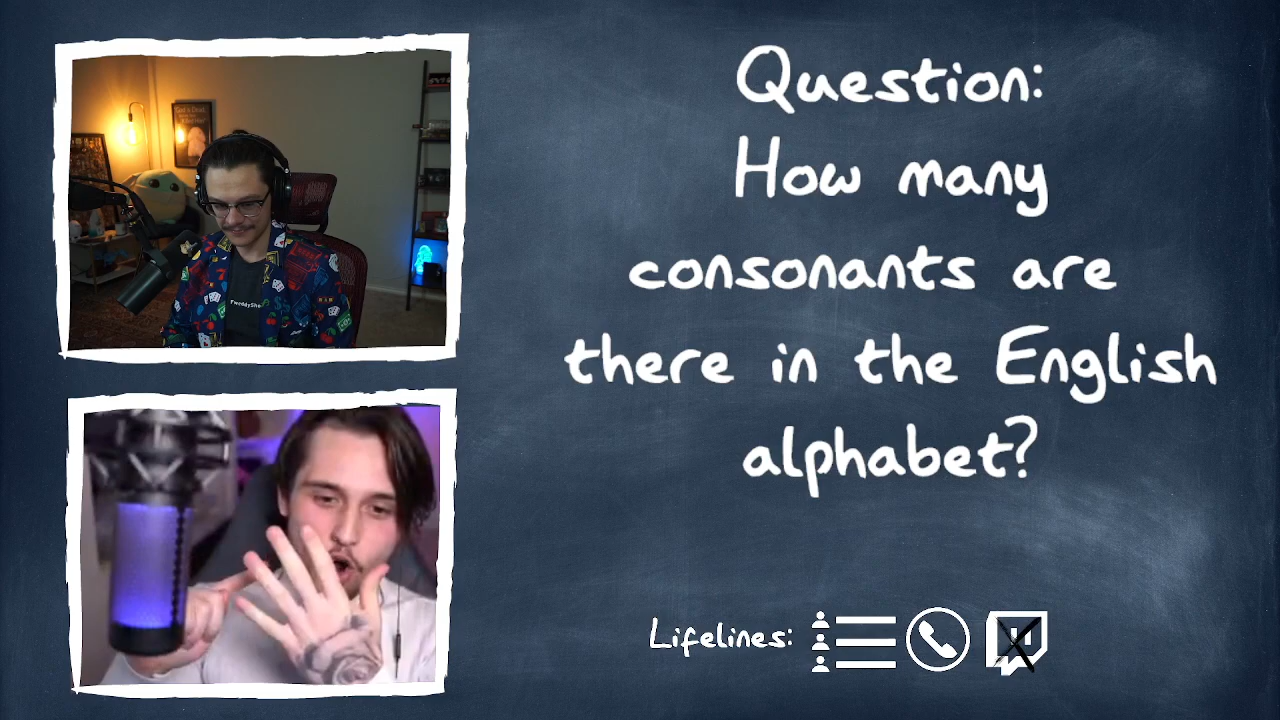 Question:
How many
consonants are
there in the English
alphabet?
Lifelines: